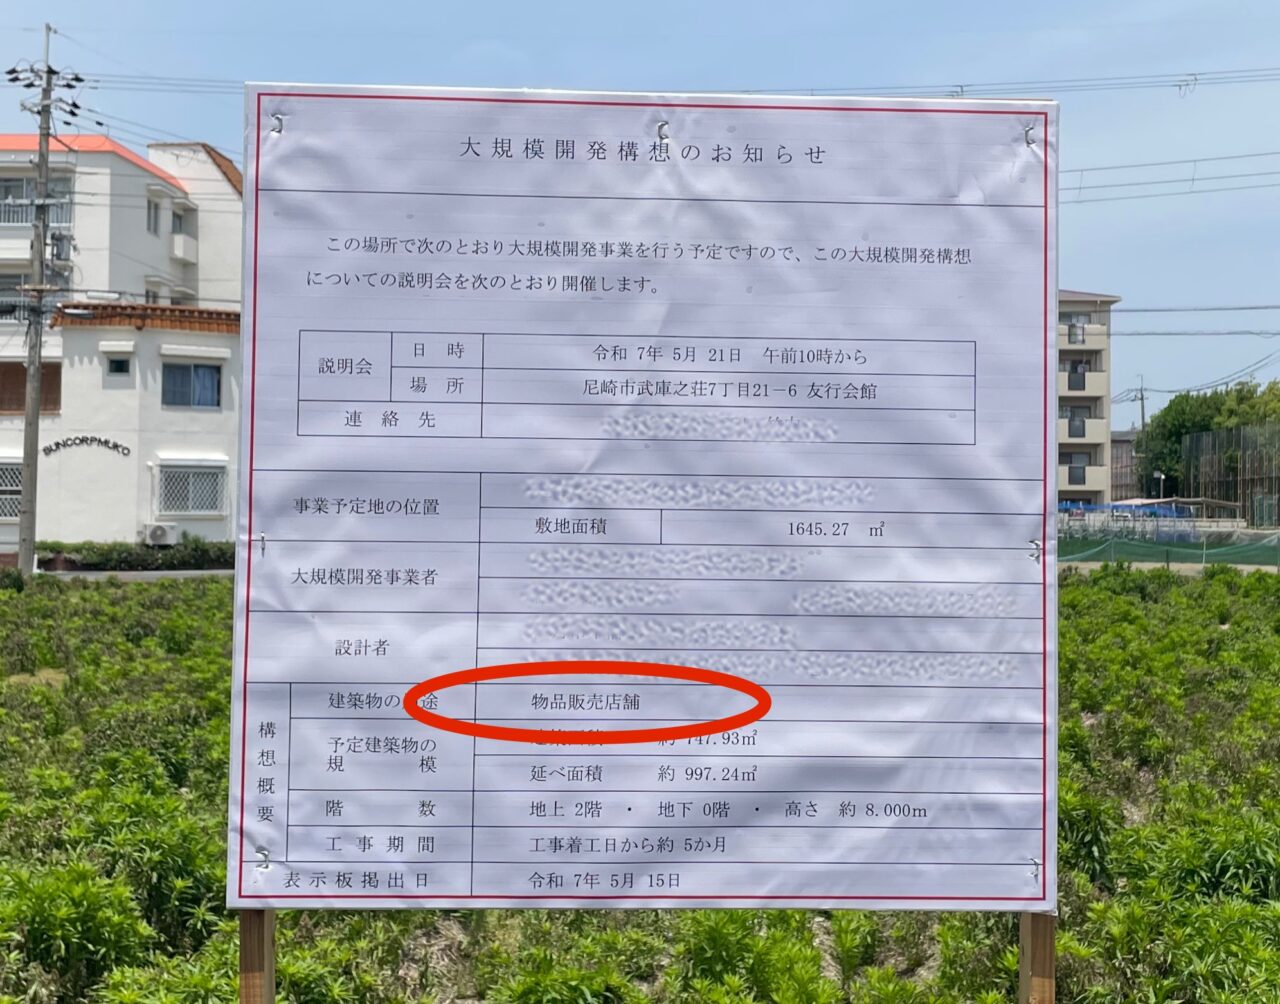 大規模開発構想のお知らせ
この場所で次のとおり大規模開発事業を行う予定ですので、この大規模開発構想
についての説明会を次のとおり開催します。
説明会
日 時
令和 7年 5月 21日 午前10時から
場 所
尼崎市武庫之荘7丁目21－6 友行会館
連 絡 先
事業予定地の位置
敷地面積
1645.27 ㎡
大規模開発事業者
設計者
構想概要
建築物の 途
物品販売店舗
予定建築物の
規 模
約 747.93㎡
延べ面積 約 997.24㎡
階 数
地上 2階 ・ 地下 0階 ・ 高さ 約 8.000m
工 事 期 間
工事着工日から約 5か月
表 示 板 掲 出 日
令和 7年 5月 15日
SUNCORPMUKO